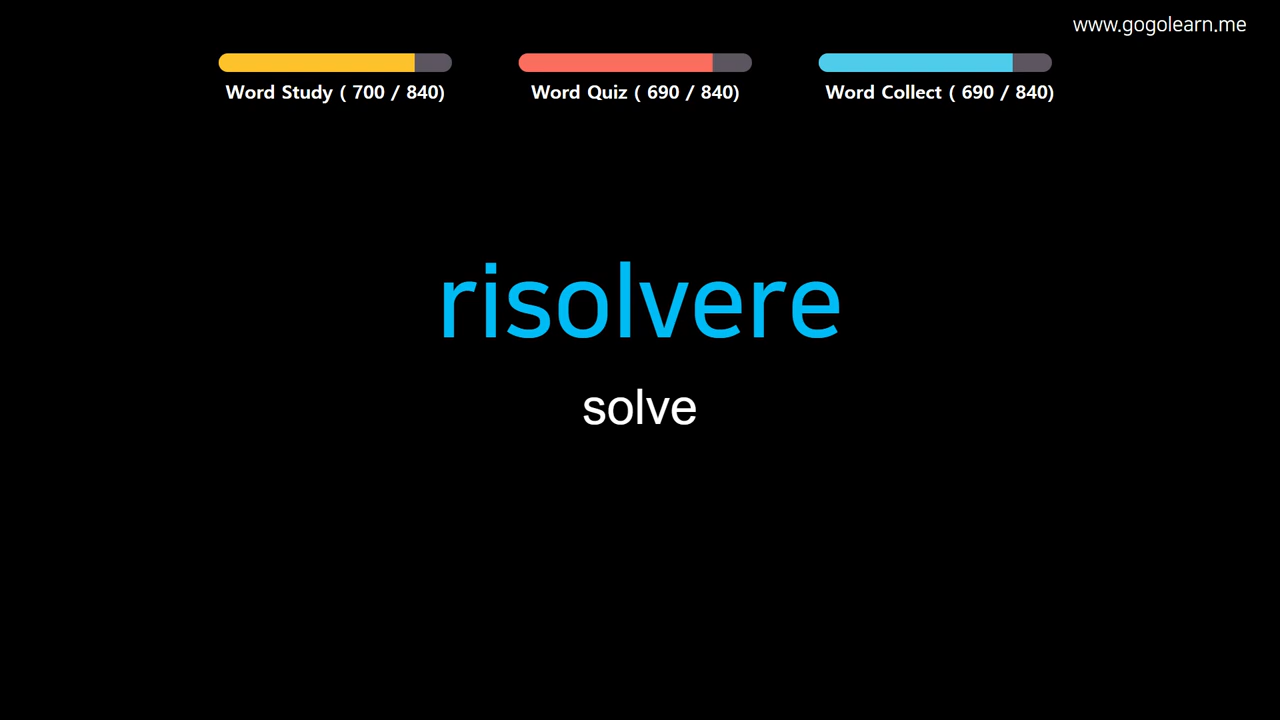 www.gogolearn.me
Word Study ( 700 / 840)
Word Quiz ( 690 / 840)
Word Collect ( 690 / 840)
risolvere
solve